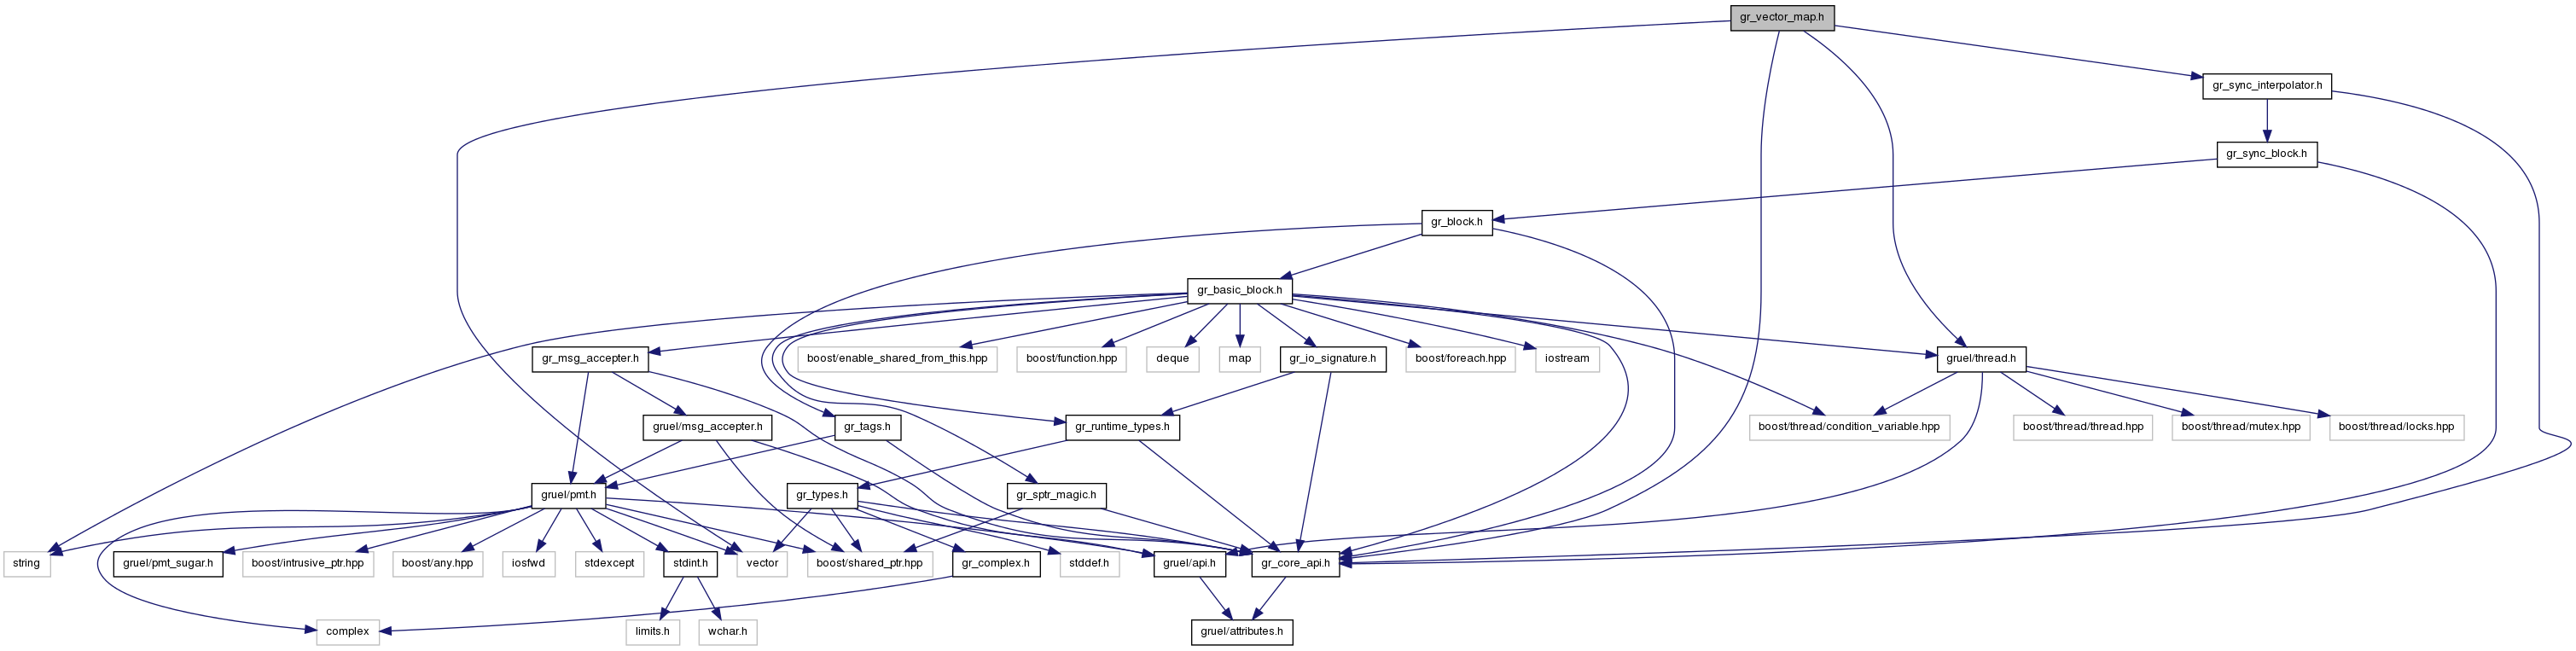 gr_vector_map.h
gr_sync_interpolator.h
gr_sync_block.h
gr_block.h
gr_basic_block.h
gr_msg_accepter.h
boost/enable_shared_from_this.hpp
boost/function.hpp
deque
map
gr_io_signature.h
boost/foreach.hpp
iostream
gruel/thread.h
gruel/msg_accepter.h
gr_tags.h
gr_runtime_types.h
boost/thread/condition_variable.hpp
boost/thread/thread.hpp
boost/thread/mutex.hpp
boost/thread/locks.hpp
gruel/pmt.h
gr_types.h
gr_sptr_magic.h
string
gruel/pmt_sugar.h
boost/intrusive_ptr.hpp
boost/any.hpp
iosfwd
stdexcept
stdint.h
vector
boost/shared_ptr.hpp
gr_complex.h
stddef.h
gruel/api.h
gr_core_api.h
complex
limits.h
wchar.h
gruel/attributes.h